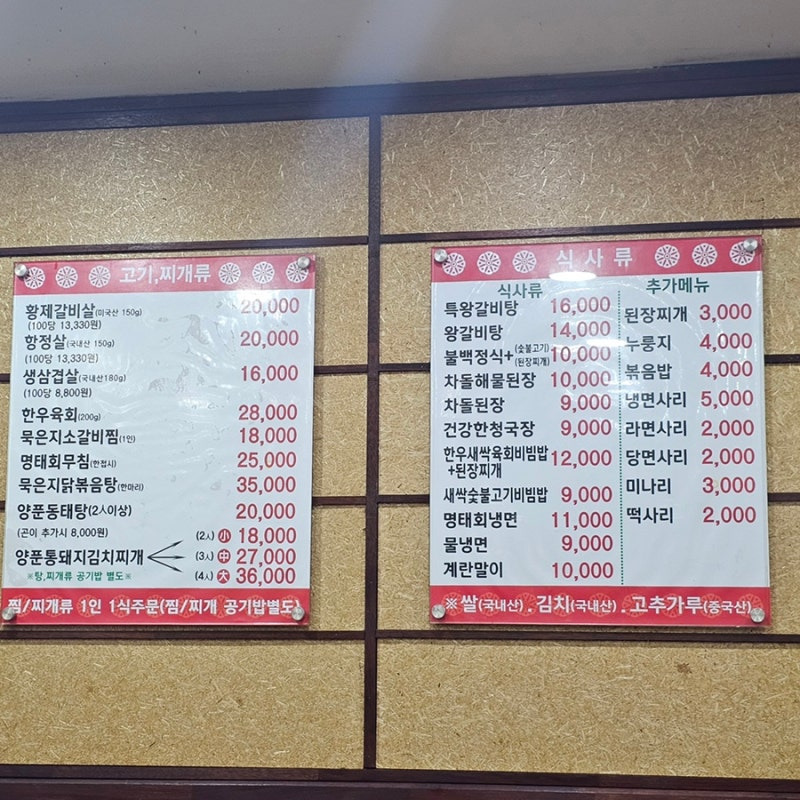 고기,찌개류
황제갈비살(미국산 150g) 20,000
(100당 13,330원)
항정살(국내산 150g) 20,000
(100당 13,330원)
생삼겹살(국내산180g) 16,000
(100당 8,800원)
한우육회(200g) 28,000
묵은지소갈비찜(1인) 18,000
명태회무침(한접시) 25,000
묵은지닭볶음탕(한마리) 35,000
양푼동태탕(2人이상) 20,000
(곤이 추가시 8,000원)
(2人) 小 18,000
양푼통돼지김치찌개 (3人) 中 27,000
※탕,찌개류 공기밥 별도※ (4人) 大 36,000
찜/찌개류 1인 1식주문(찜/찌개 공기밥별도)
식사류
식사류
특왕갈비탕 16,000
왕갈비탕 14,000
불백정식+(숯불고기)(된장찌개) 10,000
차돌해물된장 10,000
차돌된장 9,000
건강한청국장 9,000
한우새싹육회비빔밥
+된장찌개 12,000
새싹숯불고기비빔밥 9,000
명태회냉면 11,000
물냉면 9,000
계란말이 10,000
추가메뉴
된장찌개 3,000
누룽지 4,000
볶음밥 4,000
냉면사리 5,000
라면사리 2,000
당면사리 2,000
미나리 3,000
떡사리 2,000
※쌀(국내산) . 김치(국내산) . 고추가루(중국산)